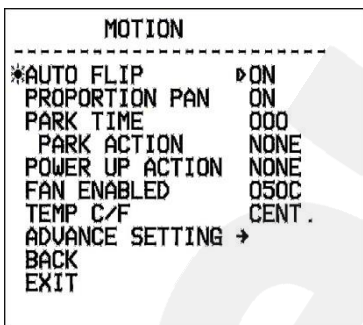 MOTION
☀AUTO FLIP ▷ON
PROPORTION PAN ON
PARK TIME 000
PARK ACTION NONE
POWER UP ACTION NONE
FAN ENABLED 050C
TEMP C/F CENT.
ADVANCE SETTING →
BACK
EXIT